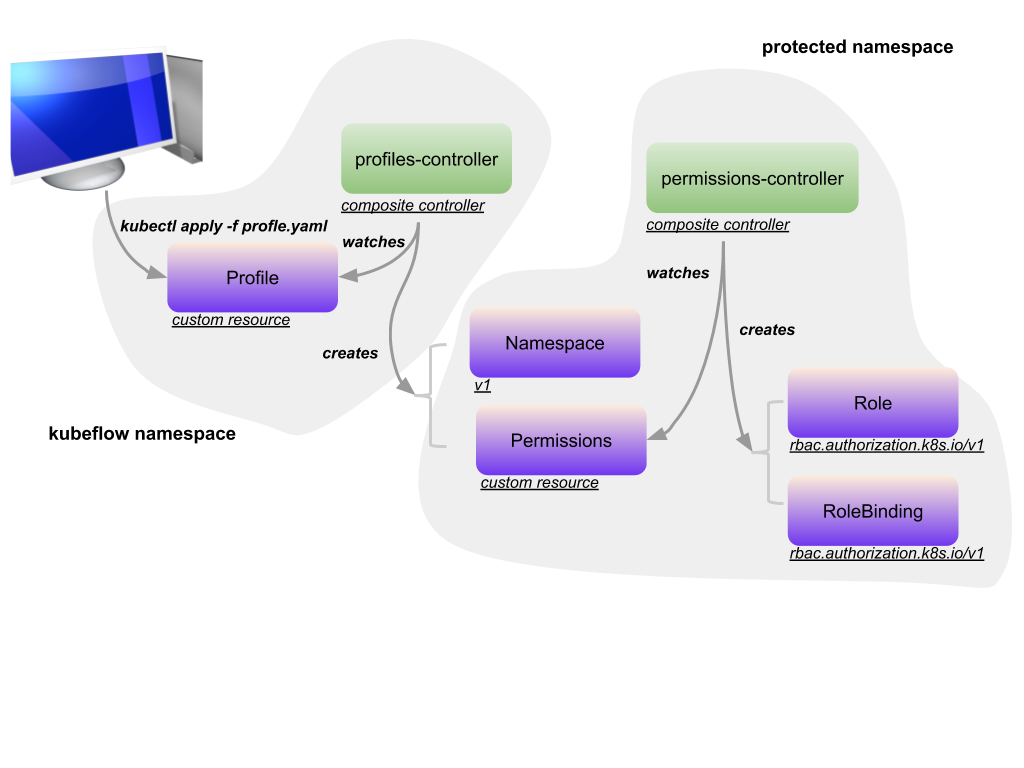 protected namespace
profiles-controller
composite controller
permissions-controller
composite controller
kubectl apply -f profle.yaml
watches
Profile
custom resource
watches
creates
Namespace
v1
creates
Permissions
custom resource
Role
rbac.authorization.k8s.io/v1
RoleBinding
rbac.authorization.k8s.io/v1
kubeflow namespace